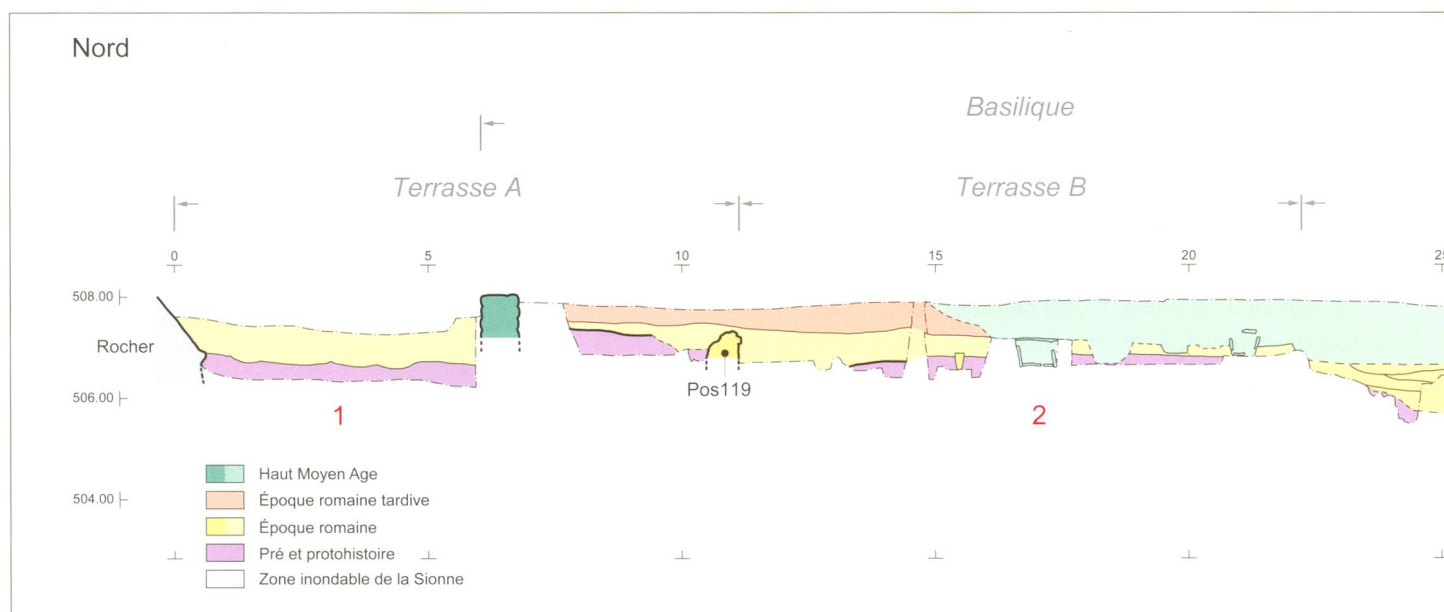 Nord
Basilique
Terrasse A
Terrasse B
0 5 10 15 20 25
508.00
Rocher
506.00
Pos119
1 2
504.00
Haut Moyen Age
Époque romaine tardive
Époque romaine
Pré et protohistoire
Zone inondable de la Sionne